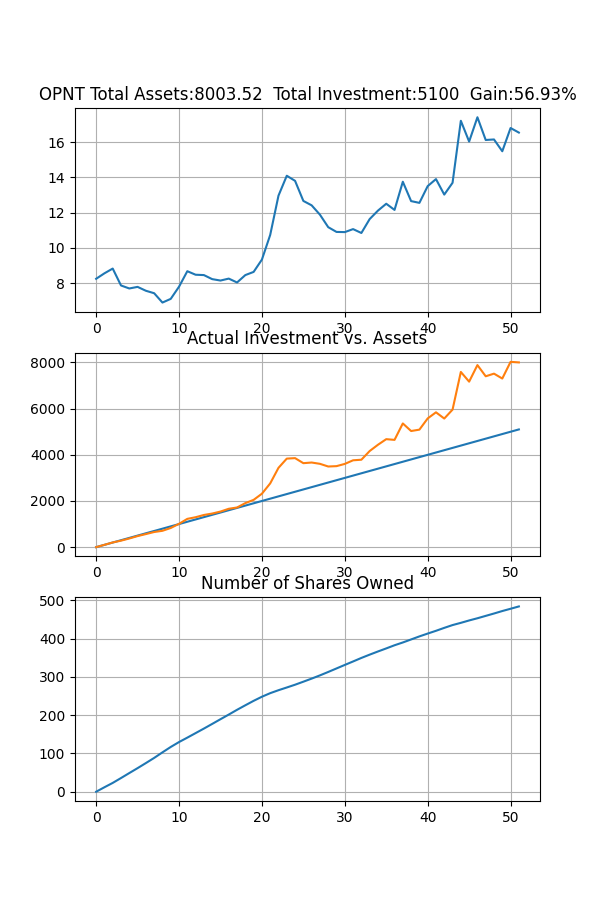 OPNT Total Assets:8003.52  Total Investment:5100  Gain:56.93%
16
14
12
10
8
0 10 20 30 40 50
Actual Investment vs. Assets
8000
6000
4000
2000
0
0 10 20 30 40 50
Number of Shares Owned
500
400
300
200
100
0
0 10 20 30 40 50